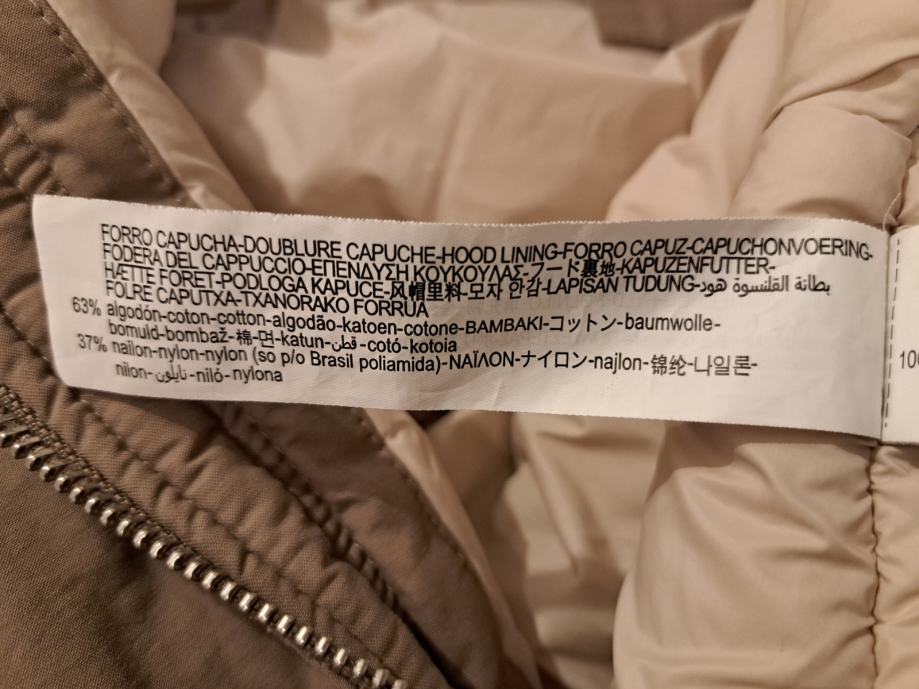 FORRO CAPUCHA-DOUBLURE CAPUCHE-HOOD LINING-FORRO CAPUZ-CAPUCHONVOERING-
FODERA DEL CAPPUCCIO-ΕΠΕΝΔΥΣΗ ΚΟΥΚΟΥΛΑΣ-フード裏地-KAPUZENFUTTER-
HÆTTE FORET-PODLOGA KAPUCE-风帽里料-모자 안감-LAPISAN TUDUNG-بطانة القلنسوة هود-
FOLRE CAPUTXA-TXANORAKO FORRUA
63% algodón-coton-cotton-algodão-katoen-cotone-BAMBAKI-コットン-baumwolle-
bomuld-bombaž-棉-면-katun-قطن-cotó-kotoia
37% nailon-nylon-nylon (so p/o Brasil poliamida)-ΝΑΪΛΟΝ-ナイロン-najlon-锦纶-나일론-
nilon-نايلون-niló-nylona